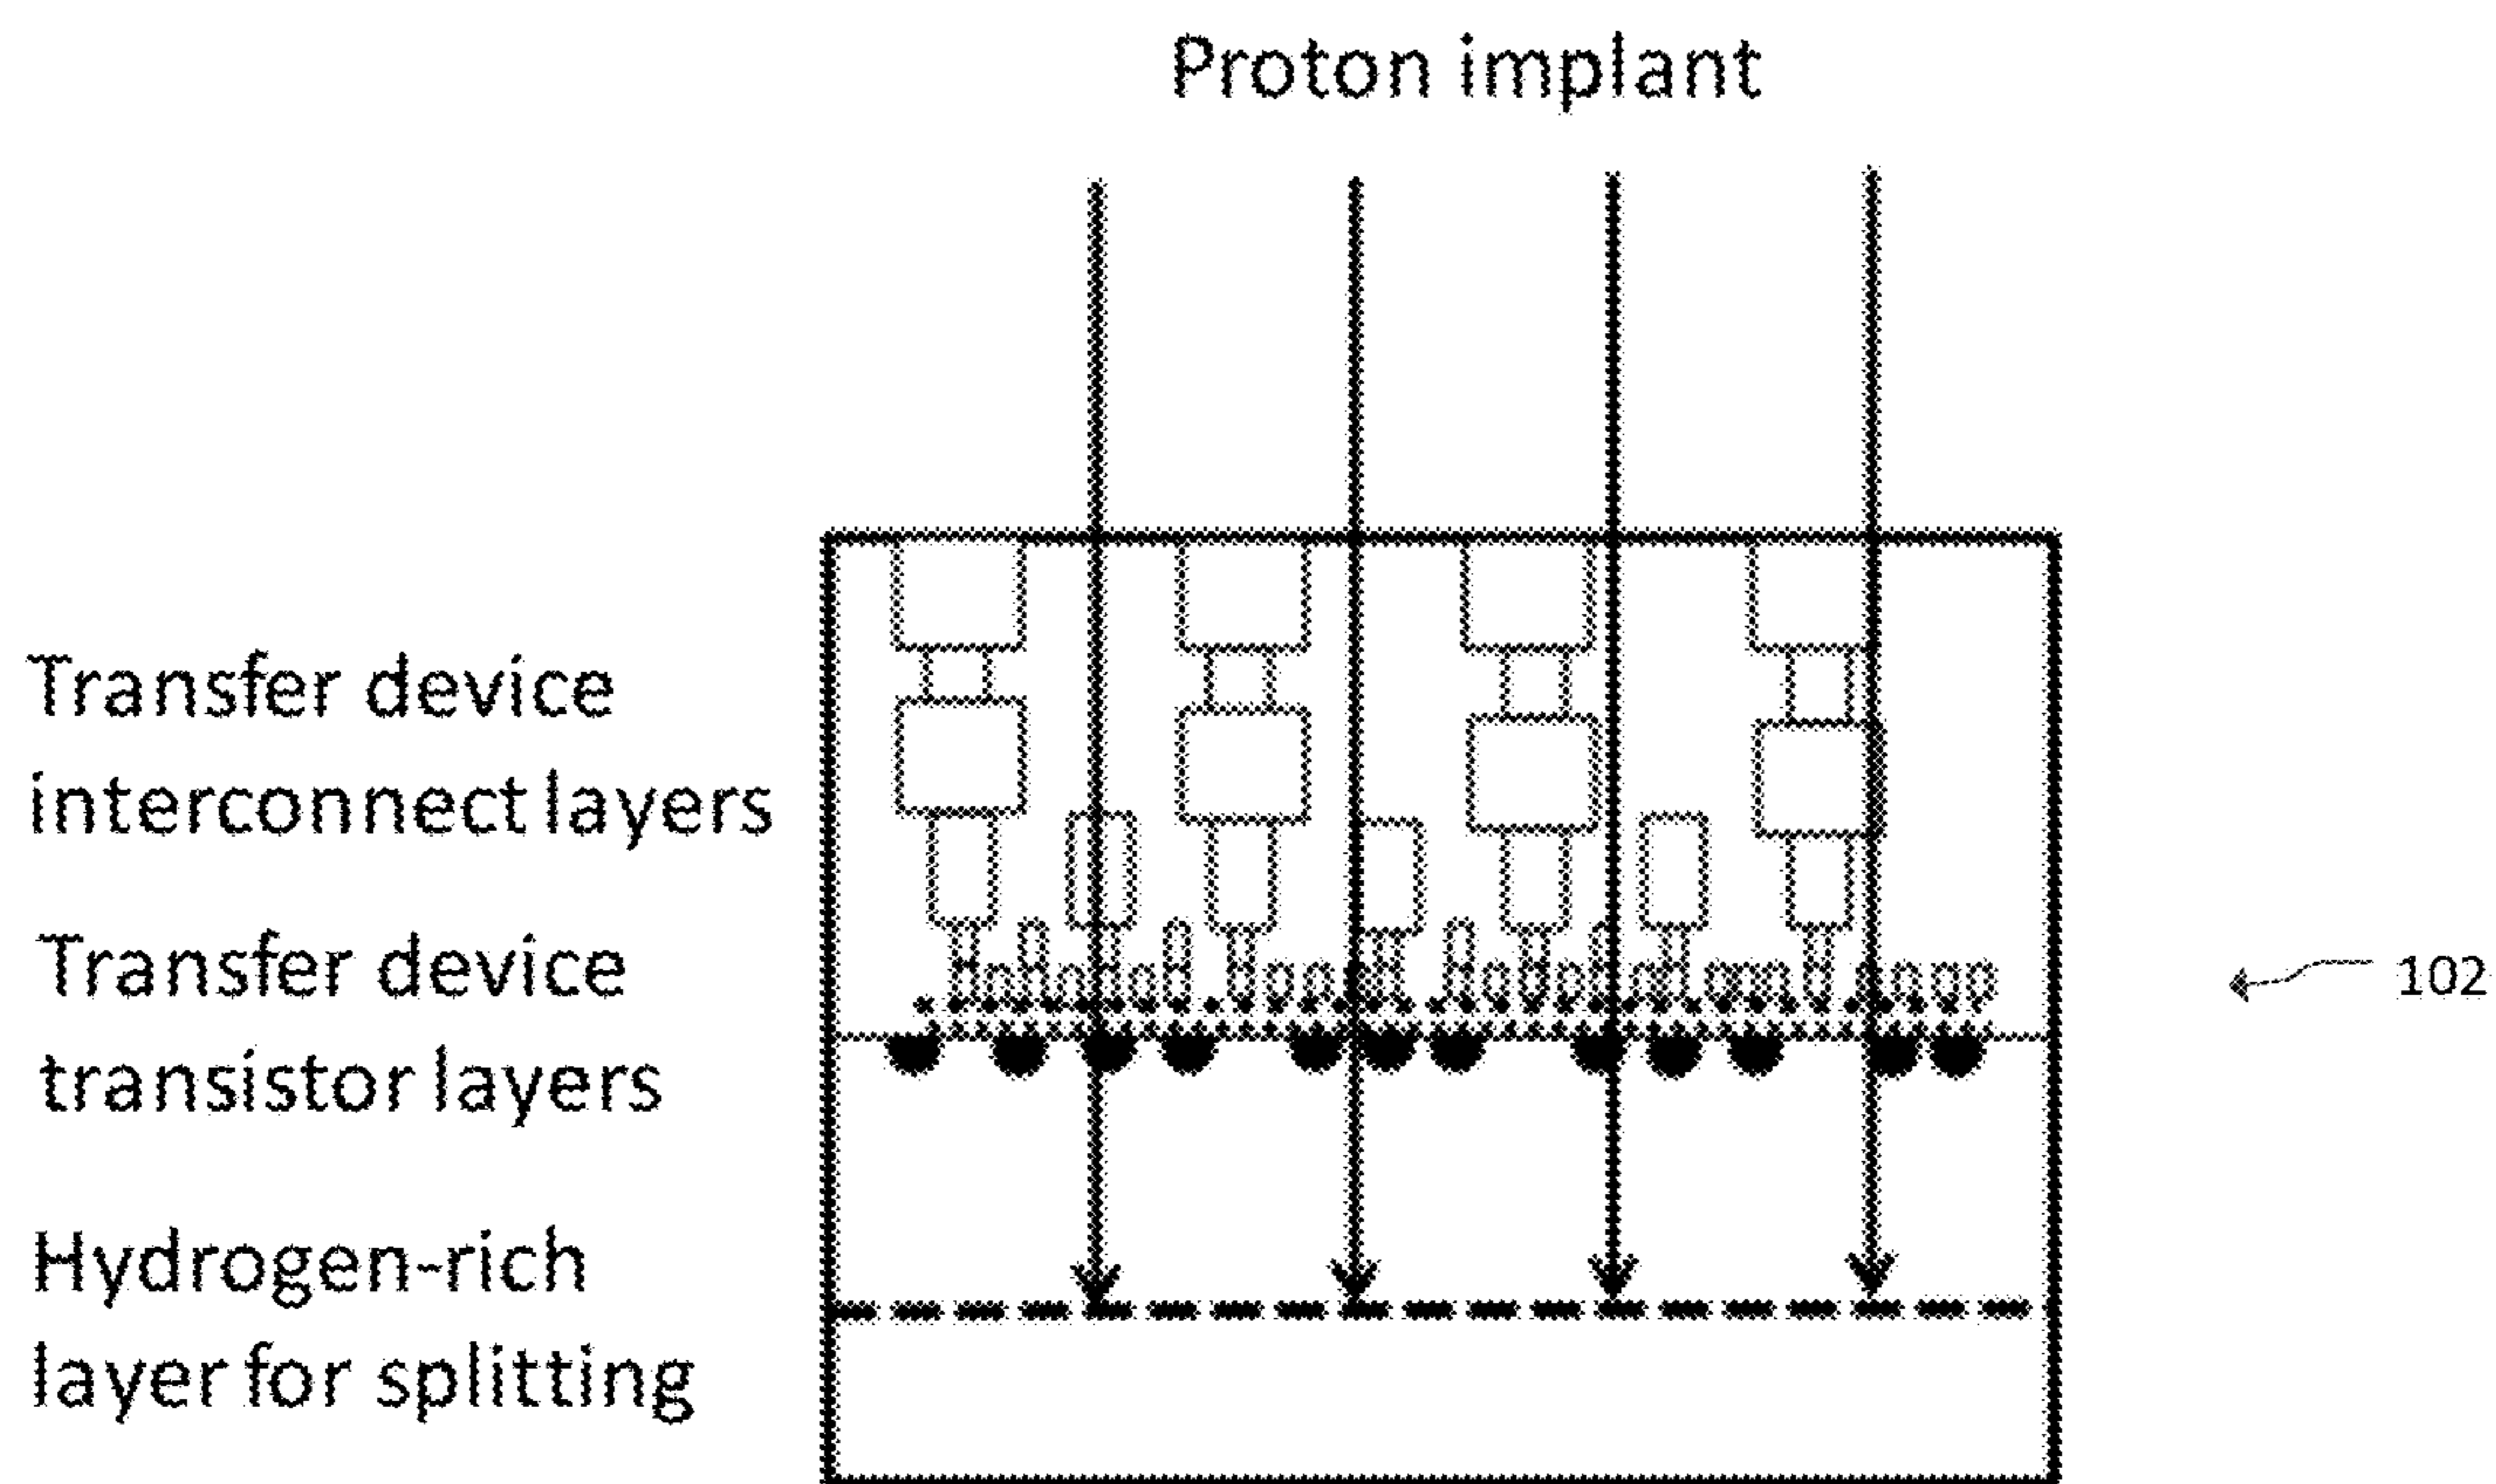 Proton implant
Transfer device
interconnect layers
Transfer device
transistor layers
102
Hydrogen-rich
layer for splitting